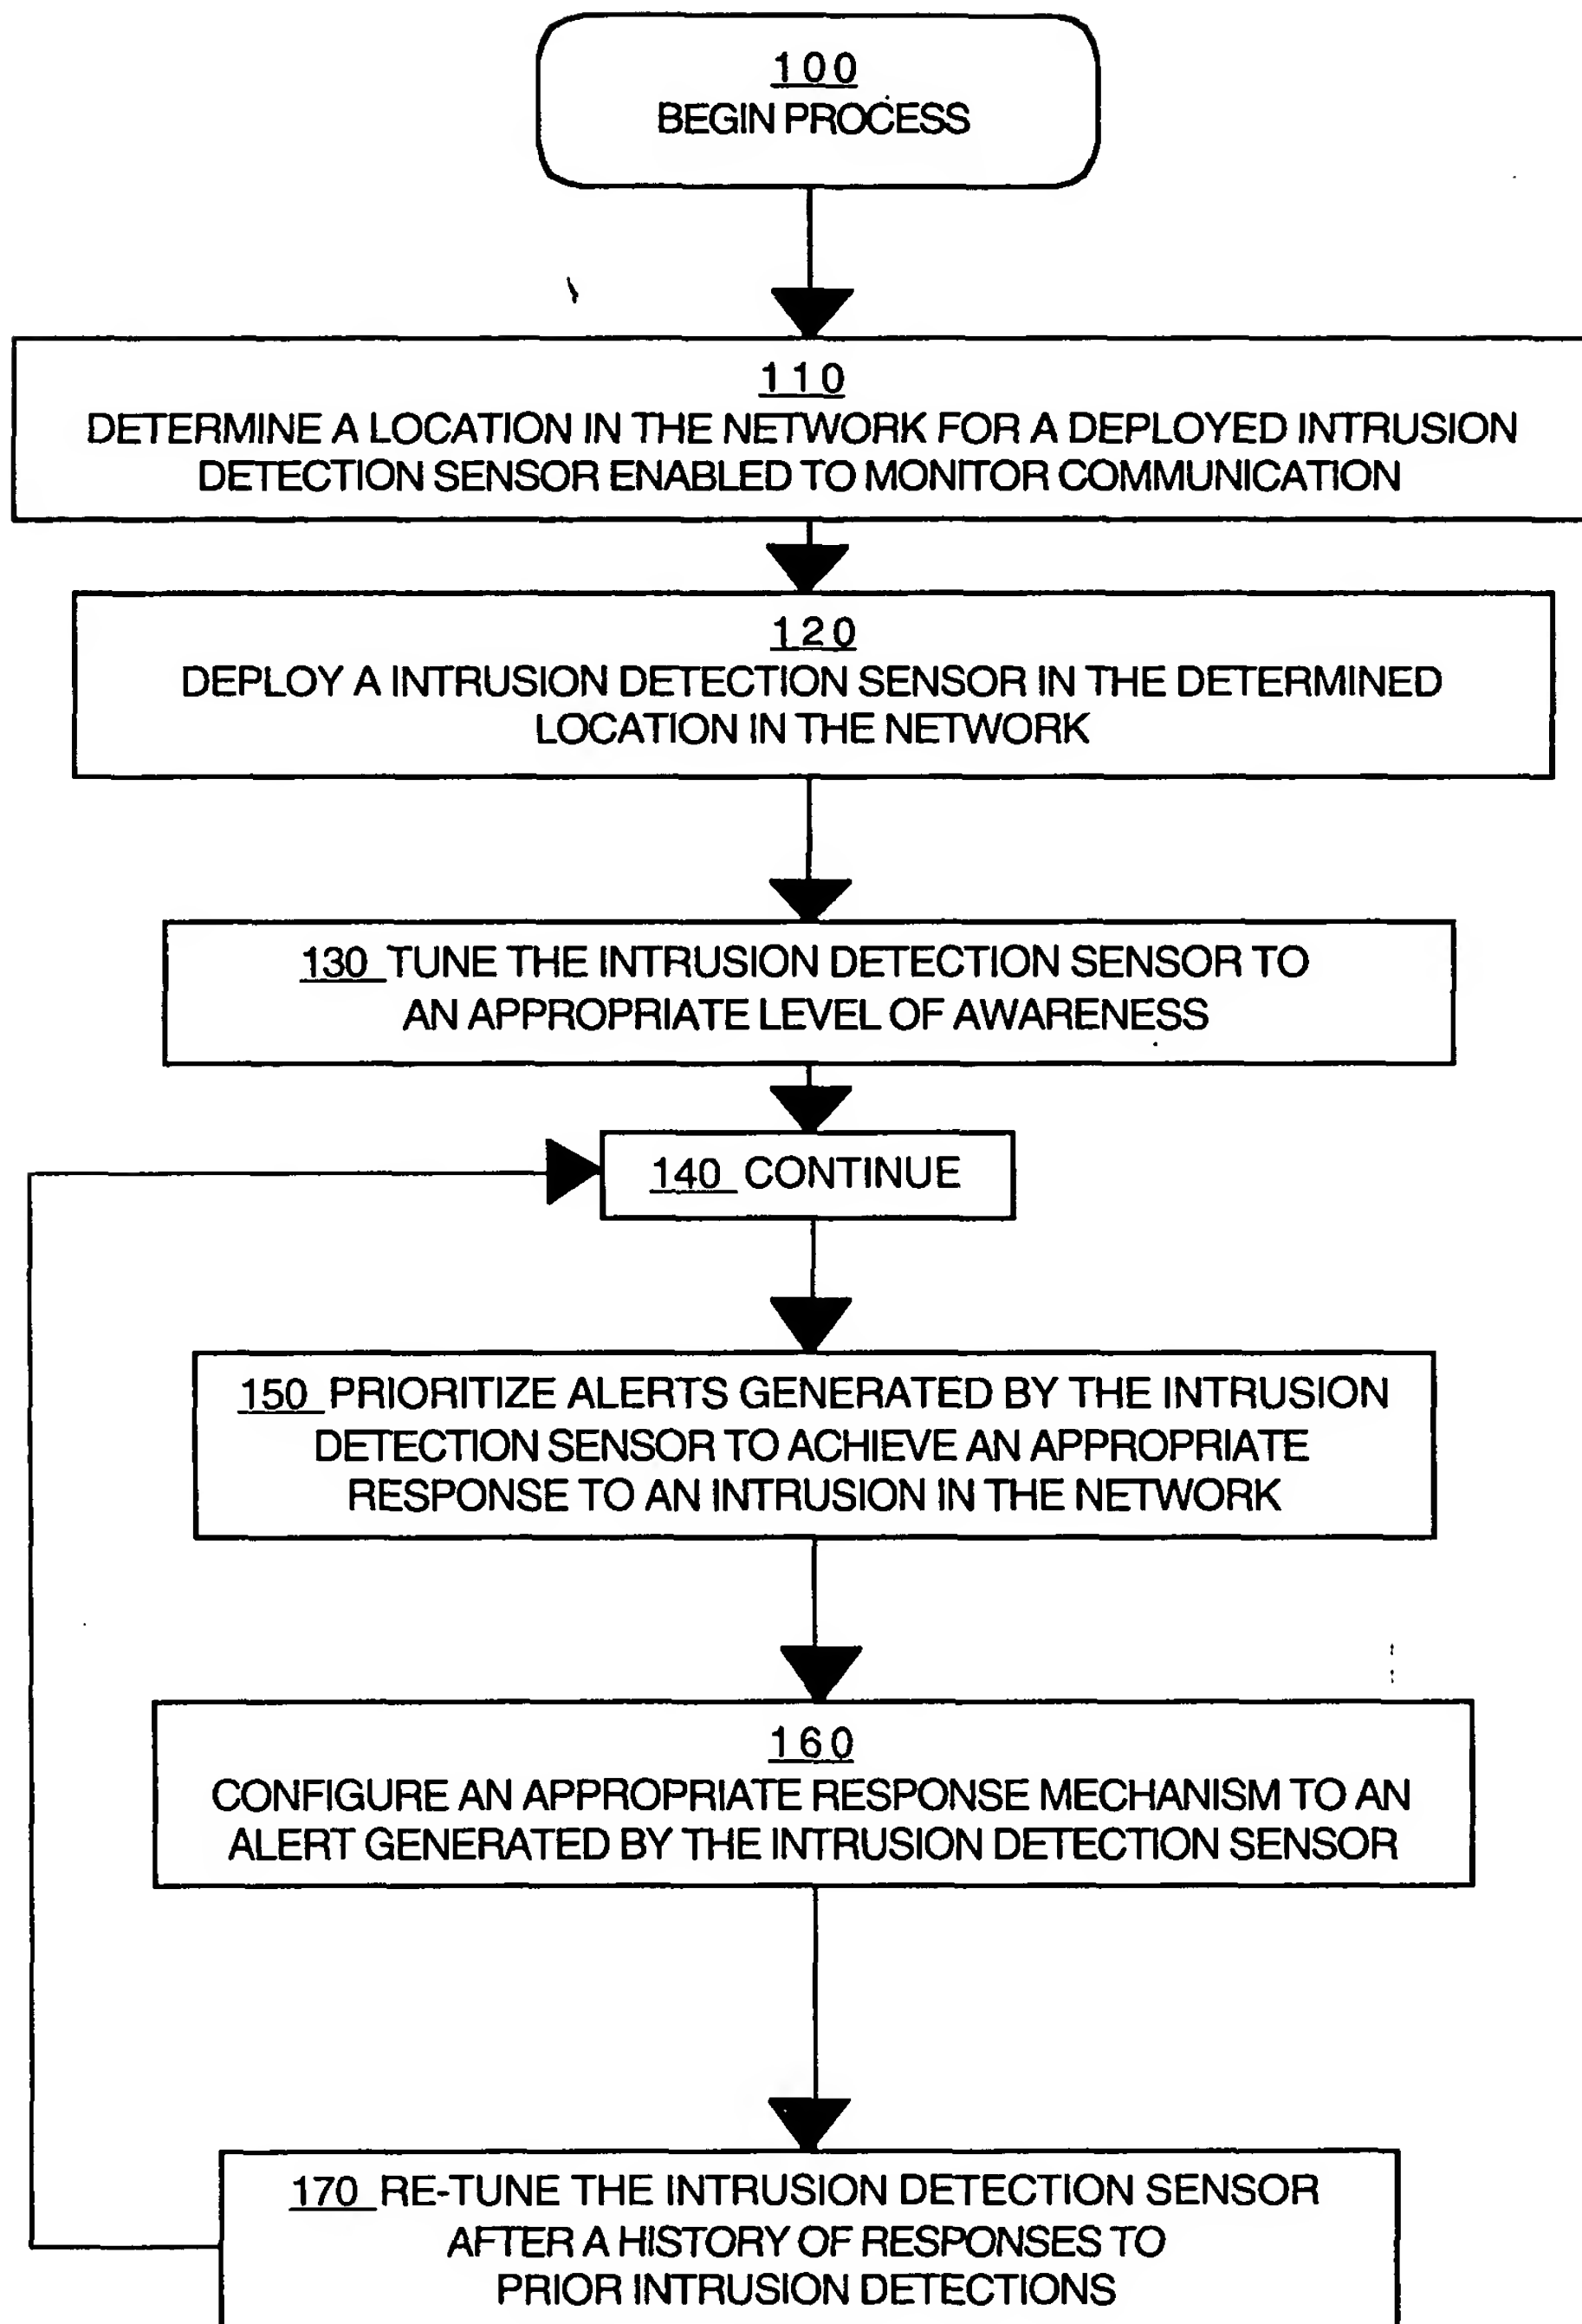 100
BEGIN PROCESS
110
DETERMINE A LOCATION IN THE NETWORK FOR A DEPLOYED INTRUSION
DETECTION SENSOR ENABLED TO MONITOR COMMUNICATION
120
DEPLOY A INTRUSION DETECTION SENSOR IN THE DETERMINED
LOCATION IN THE NETWORK
130 TUNE THE INTRUSION DETECTION SENSOR TO
AN APPROPRIATE LEVEL OF AWARENESS
140 CONTINUE
150 PRIORITIZE ALERTS GENERATED BY THE INTRUSION
DETECTION SENSOR TO ACHIEVE AN APPROPRIATE
RESPONSE TO AN INTRUSION IN THE NETWORK
160
CONFIGURE AN APPROPRIATE RESPONSE MECHANISM TO AN
ALERT GENERATED BY THE INTRUSION DETECTION SENSOR
170 RE-TUNE THE INTRUSION DETECTION SENSOR
AFTER A HISTORY OF RESPONSES TO
PRIOR INTRUSION DETECTIONS